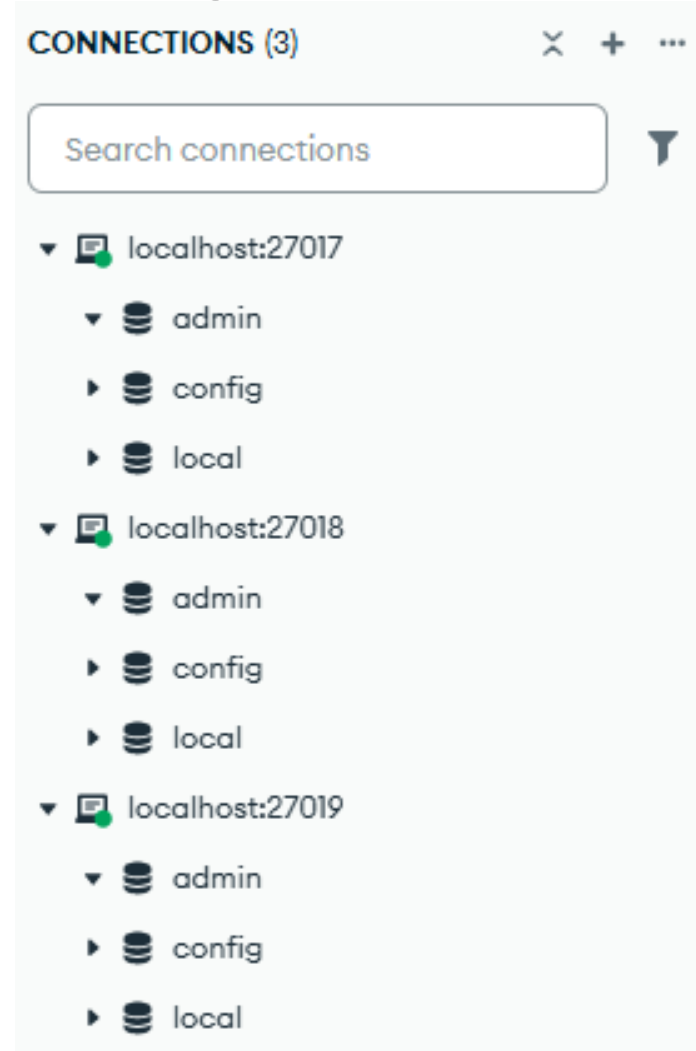 CONNECTIONS (3)
Search connections
localhost:27017
admin
config
local
localhost:27018
admin
config
local
localhost:27019
admin
config
local